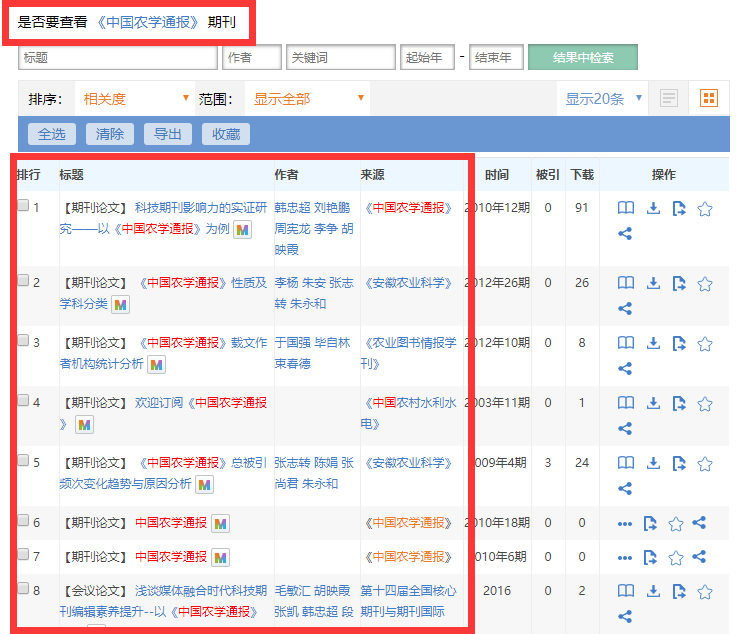 是否要查看 《中国农学通报》 期刊
标题 作者 关键词 起始年 - 结束年 结果中检索
排序： 相关度 范围： 显示全部 显示20条
全选 清除 导出 收藏
排行 标题 作者 来源 时间 被引 下载 操作
1 【期刊论文】 科技期刊影响力的实证研 韩忠超 刘艳鹏 《中国农学通报》 2010年12期 0 91
究——以《中国农学通报》为例 M 周宪龙 李争 胡
映霞
2 【期刊论文】 《中国农学通报》性质及 李杨 朱安 张志 《安徽农业科学》 2012年26期 0 26
学科分类 M 转 朱永和
3 【期刊论文】 《中国农学通报》载文作 于国强 毕自林 《农业图书情报学 2012年10期 0 8
者机构统计分析 M 束春德 刊》
4 【期刊论文】 欢迎订阅《中国农学通报 《中国农村水利水 2003年11期 0 1
》 M 电》
5 【期刊论文】 《中国农学通报》总被引 张志转 陈娟 张 《安徽农业科学》 2009年4期 3 24
频次变化趋势与原因分析 M 尚君 朱永和
6 【期刊论文】 中国农学通报 M 《中国农学通报》 2010年18期 0 0
7 【期刊论文】 中国农学通报 M 《中国农学通报》 2010年6期 0 0
8 【会议论文】 浅谈媒体融合时代科技期 毛敏汇 胡映霞 第十四届全国核心 2016 0 2
刊编辑素养提升--以《中国农学通报》 张凯 韩忠超 段 期刊与期刊国际